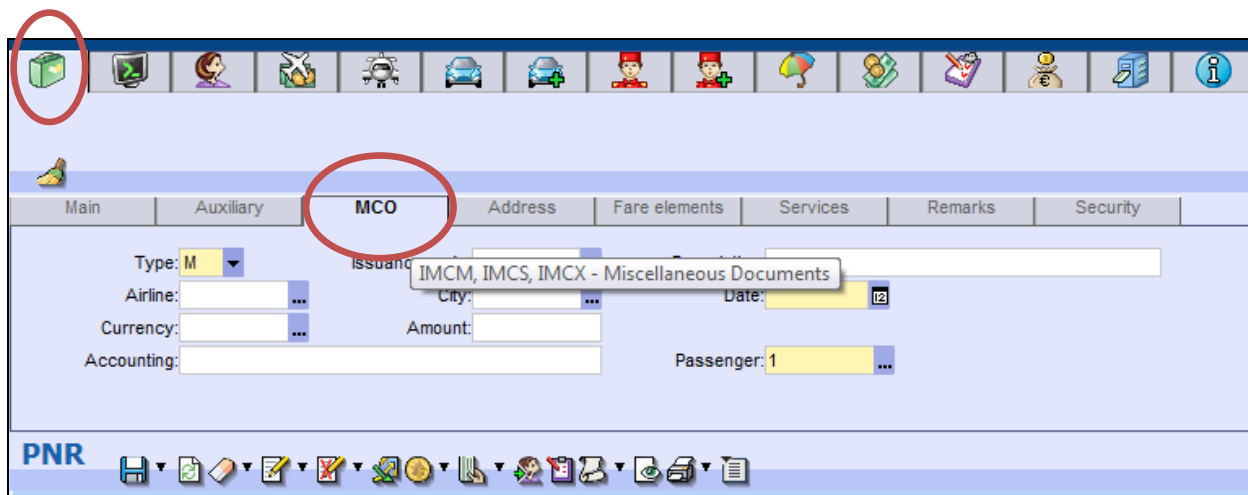 Main Auxiliary MCO Address Fare elements Services Remarks Security
Type: M
IMCM, IMCS, IMCX - Miscellaneous Documents
Airline: City: Date: 12
Currency: Amount:
Accounting: Passenger: 1
PNR